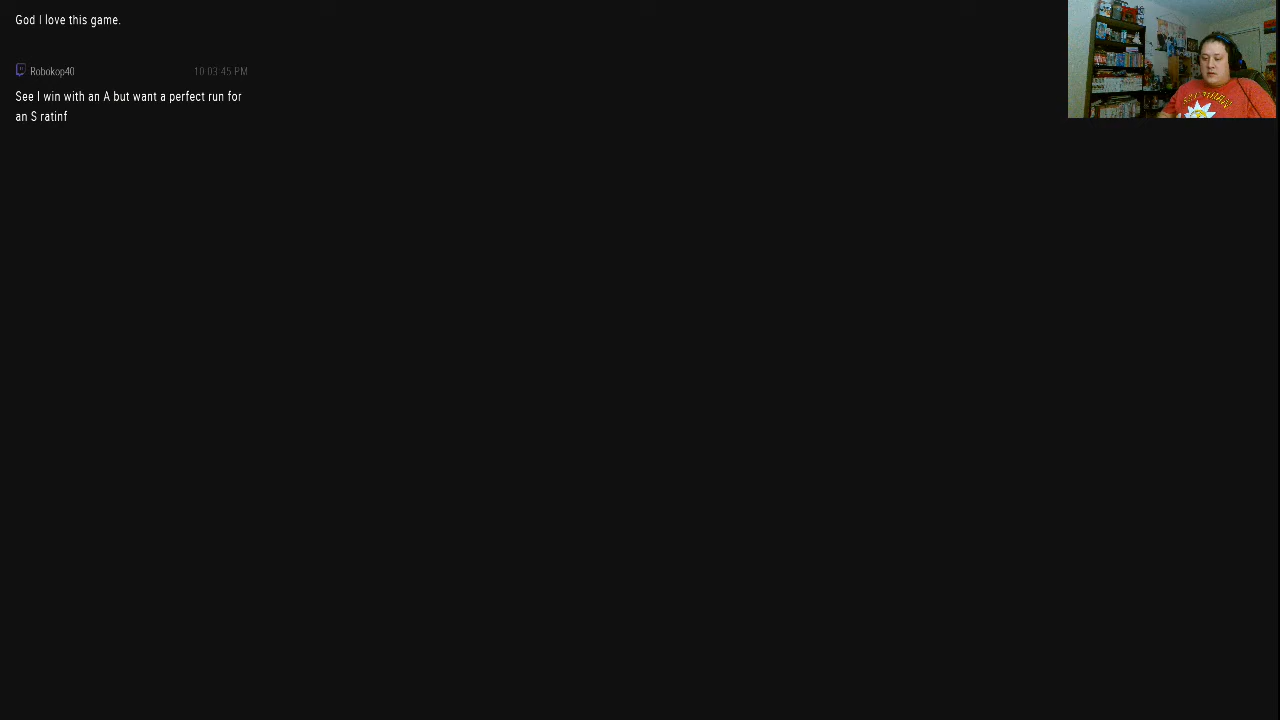 God I love this game.
Robokop40 10:03:45 PM
See I win with an A but want a perfect run for
an S ratinf